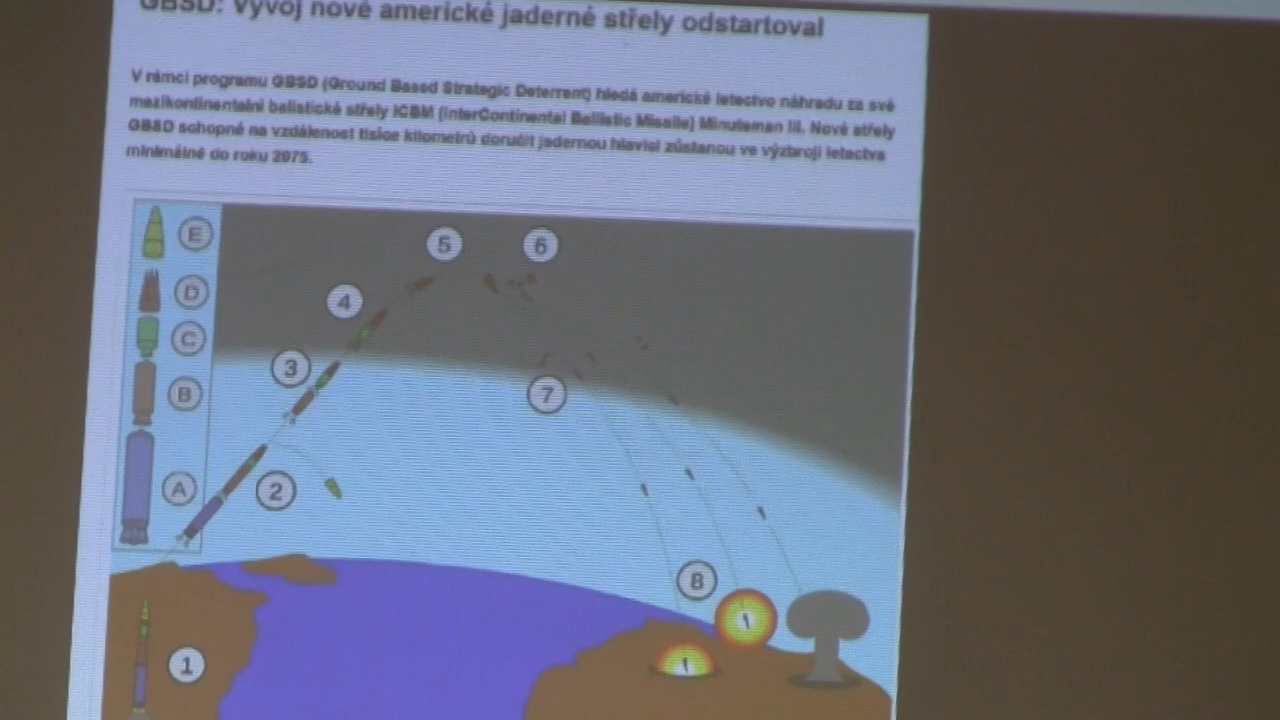 GBSD: Vývoj nové americké jaderné střely odstartoval
V rámci programu GBSD (Ground Based Strategic Deterrent) hledá americké letectvo náhradu za své
mezikontinentální balistické střely ICBM (InterContinental Ballistic Missile) Minuteman III. Nové střely
GBSD schopné na vzdálenost tisíce kilometrů doručit jadernou hlavici zůstanou ve výzbroji letectva
minimálně do roku 2075.
E
D
C
B
A
5
6
4
3
7
2
8
1